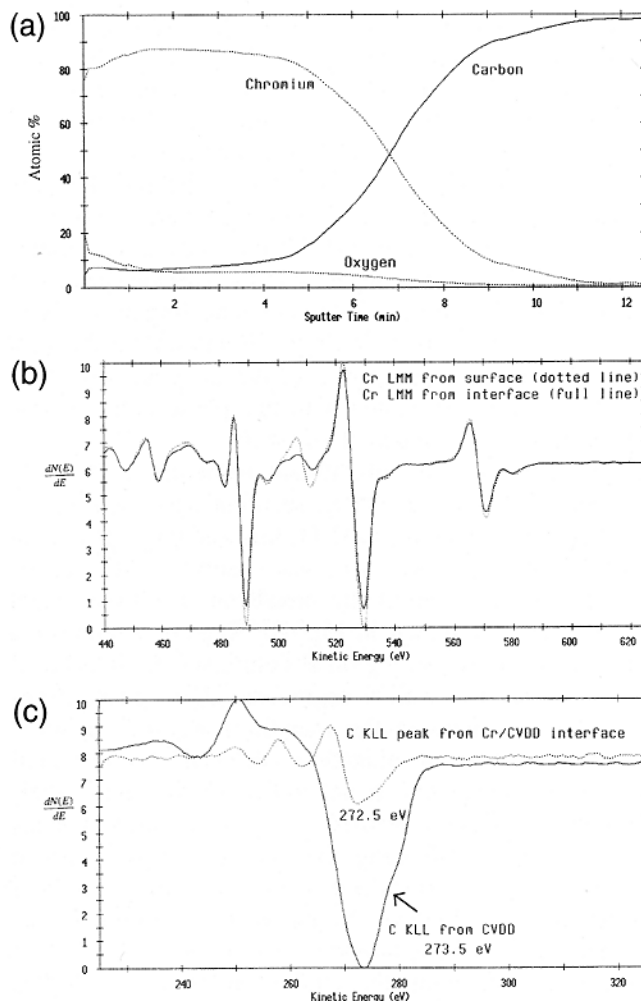 (a)
100
80
60
40
20
0
Atomic %
Chromium
Carbon
Oxygen
2 4 6 8 10 12
Sputter Time (min)
(b)
10
9
8
7
6
5
4
3
2
1
0
dN(E)
dE
Cr LMM from surface (dotted line)
Cr LMM from interface (full line)
440 460 480 500 520 540 560 580 600 620
Kinetic Energy (eV)
(c)
10
9
8
7
6
5
4
3
2
1
0
dN(E)
dE
C KLL peak from Cr/CVDD interface
272.5 eV
C KLL from CVDD
273.5 eV
240 260 280 300 320
Kinetic Energy (eV)